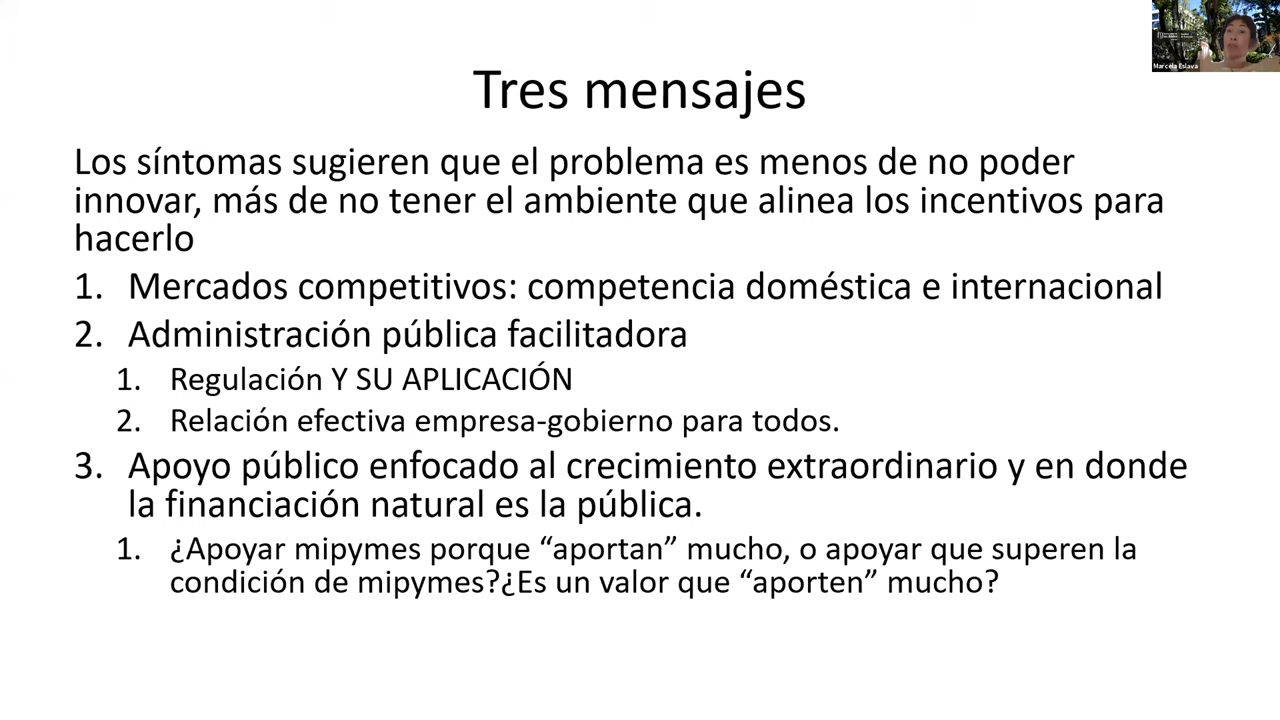 Tres mensajes
Los síntomas sugieren que el problema es menos de no poder
innovar, más de no tener el ambiente que alinea los incentivos para
hacerlo
1. Mercados competitivos: competencia doméstica e internacional
2. Administración pública facilitadora
1. Regulación Y SU APLICACIÓN
2. Relación efectiva empresa-gobierno para todos.
3. Apoyo público enfocado al crecimiento extraordinario y en donde
la financiación natural es la pública.
1. ¿Apoyar mipymes porque “aportan” mucho, o apoyar que superen la
condición de mipymes?¿Es un valor que “aporten” mucho?
Marcela Eslava